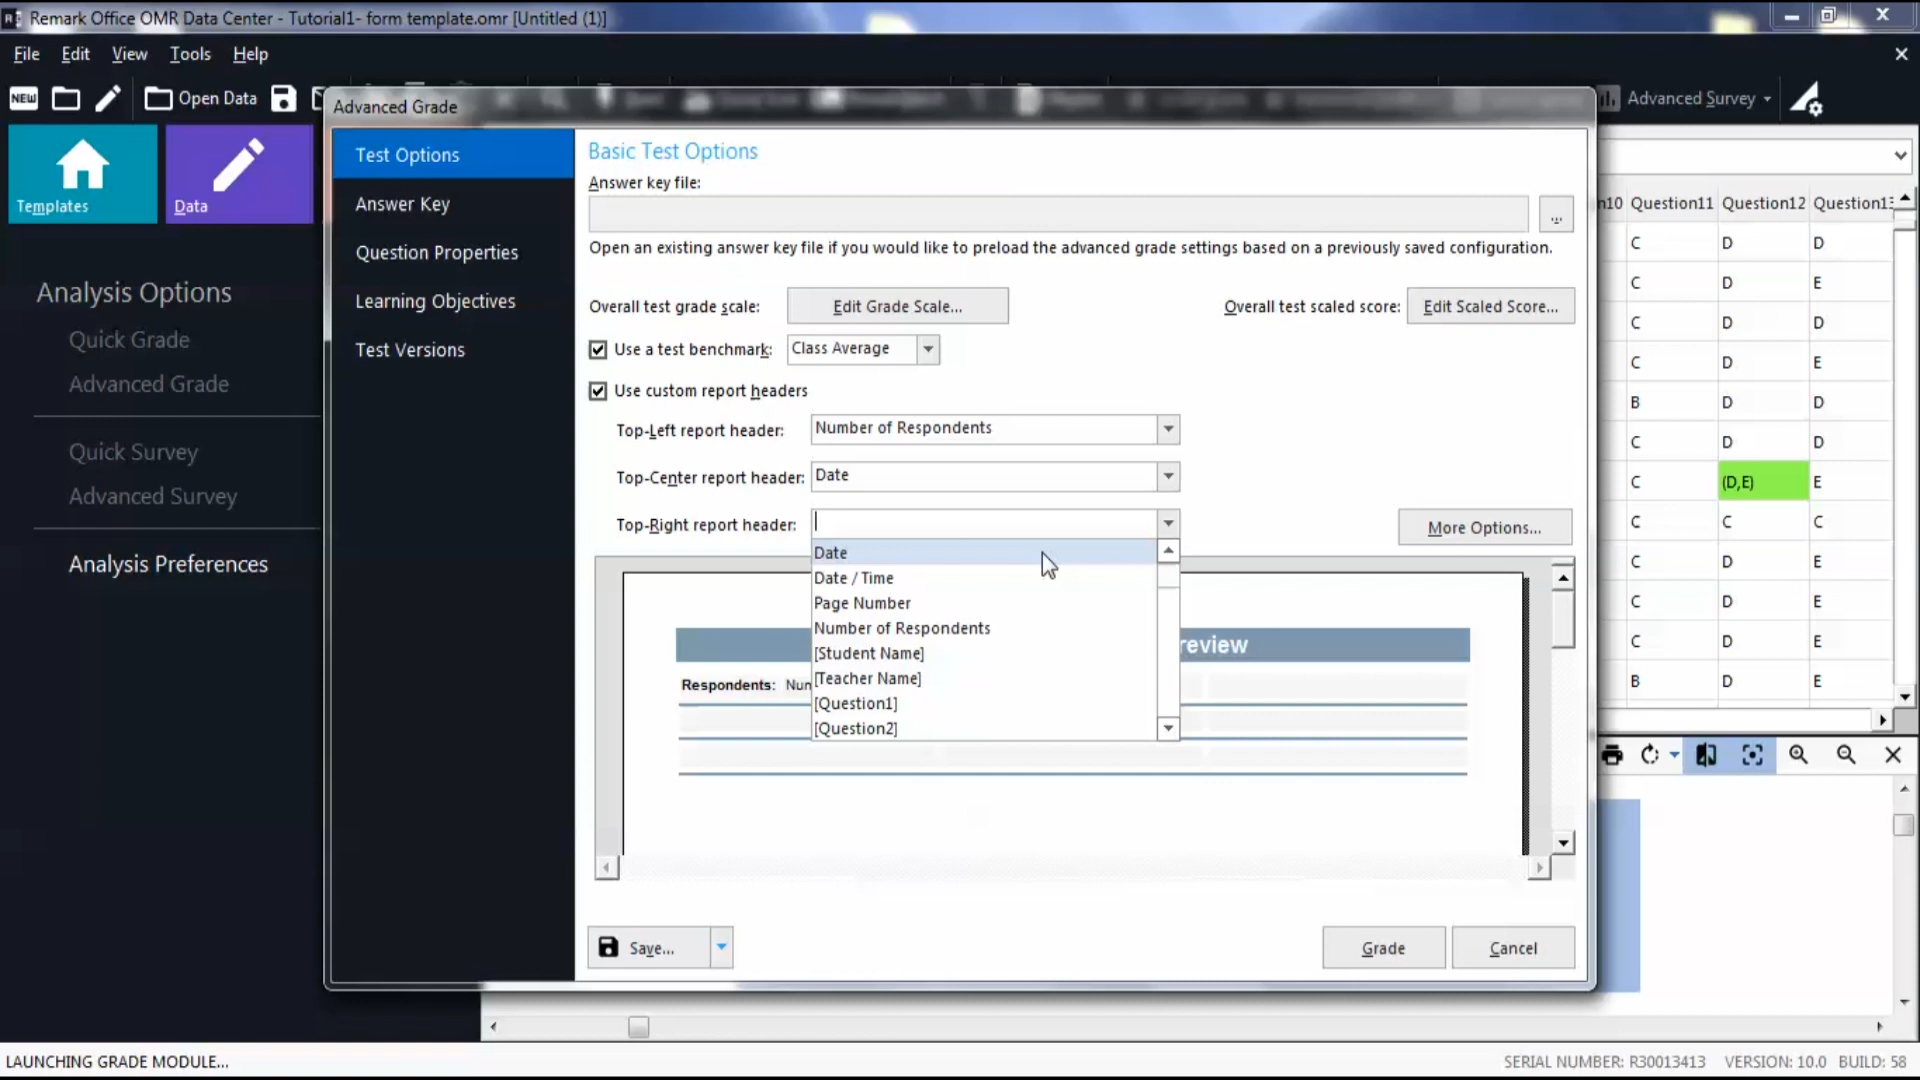 Remark Office OMR Data Center - Tutorial1- form template.omr [Untitled (1)]
File Edit View Tools Help
NEW Open Data Advanced Survey
Advanced Grade
Templates
Data
Analysis Options
Quick Grade
Advanced Grade
Quick Survey
Advanced Survey
Analysis Preferences
Test Options
Answer Key
Question Properties
Learning Objectives
Test Versions
Basic Test Options
Answer key file:
...
Open an existing answer key file if you would like to preload the advanced grade settings based on a previously saved configuration.
Overall test grade scale: Edit Grade Scale... Overall test scaled score: Edit Scaled Score...
Use a test benchmark: Class Average
Use custom report headers
Top-Left report header: Number of Respondents
Top-Center report header: Date
Top-Right report header:
More Options...
Date
Date / Time
Page Number
Number of Respondents
[Student Name]
[Teacher Name]
[Question1]
[Question2]
review
Respondents: Num
Save... Grade Cancel
n10 Question11 Question12 Question13
C D D
C D E
C D D
C D E
B D D
C D D
C (D,E) E
C C C
C D E
C D E
C D E
B D E
LAUNCHING GRADE MODULE...
SERIAL NUMBER: R30013413 VERSION: 10.0 BUILD: 58